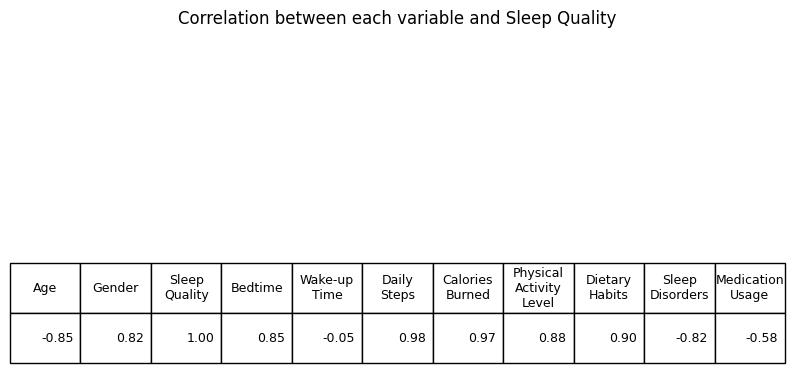 Correlation between each variable and Sleep Quality
Age Gender Sleep Quality Bedtime Wake-up Time Daily Steps Calories Burned Physical Activity Level Dietary Habits Sleep Disorders Medication Usage
-0.85 0.82 1.00 0.85 -0.05 0.98 0.97 0.88 0.90 -0.82 -0.58